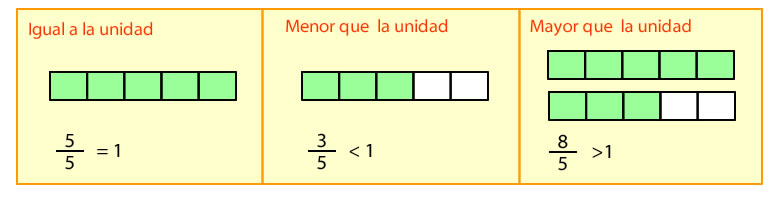 Igual a la unidad
5/5 = 1
Menor que la unidad
3/5 < 1
Mayor que la unidad
8/5 >1